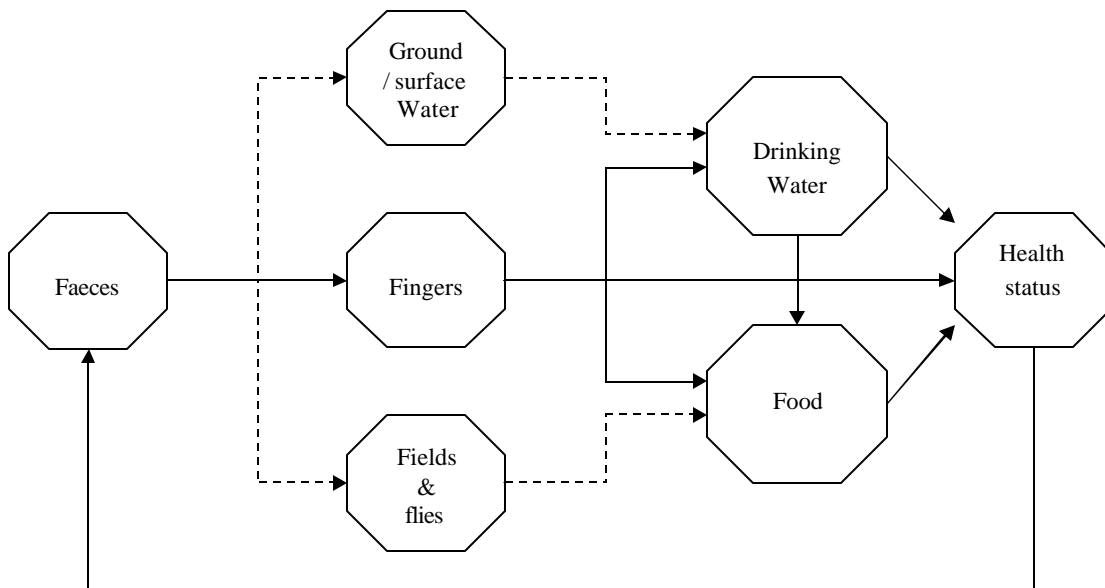 Ground
/ surface
Water
Drinking
Water
Faeces
Fingers
Health
status
Food
Fields
&
flies